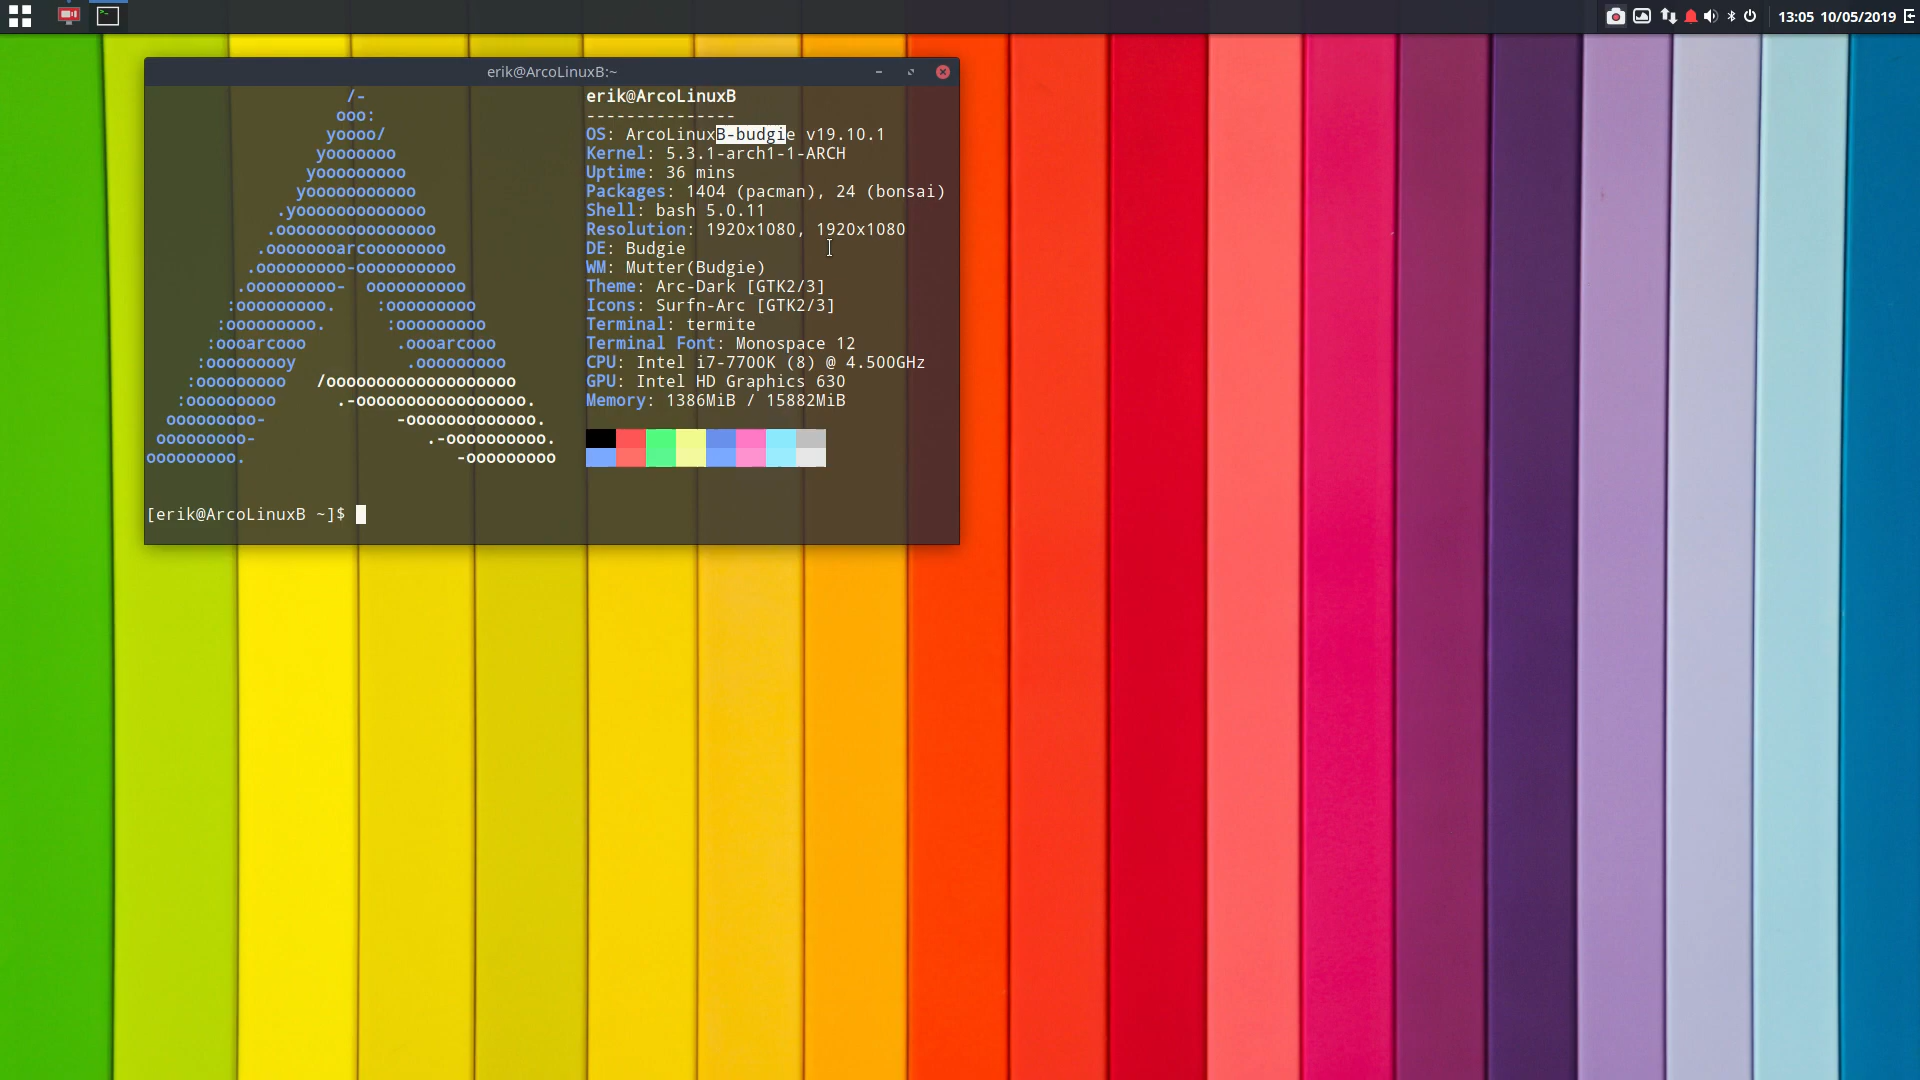 13:05 10/05/2019
erik@ArcoLinuxB:~
/-
ooo:
yoooo/
yooooooo
yooooooooo
yooooooooooo
.yooooooooooooo
.oooooooooooooooo
.ooooooooarcoooooooo
.ooooooooo-oooooooooo
.ooooooooo-  oooooooooo
:ooooooooo.    :ooooooooo
:ooooooooo.      :ooooooooo
:oooarcooo         .oooarcooo
:ooooooooy           .ooooooooo
:ooooooooo   /ooooooooooooooooooo
:ooooooooo      .-ooooooooooooooooo.
ooooooooo-             -ooooooooooooo.
ooooooooo-                 .-oooooooooo.
ooooooooo.                     -ooooooooo
erik@ArcoLinuxB
---------------
OS: ArcoLinuxB-budgie v19.10.1
Kernel: 5.3.1-arch1-1-ARCH
Uptime: 36 mins
Packages: 1404 (pacman), 24 (bonsai)
Shell: bash 5.0.11
Resolution: 1920x1080, 1920x1080
DE: Budgie
WM: Mutter(Budgie)
Theme: Arc-Dark [GTK2/3]
Icons: Surfn-Arc [GTK2/3]
Terminal: termite
Terminal Font: Monospace 12
CPU: Intel i7-7700K (8) @ 4.500GHz
GPU: Intel HD Graphics 630
Memory: 1386MiB / 15882MiB
[erik@ArcoLinuxB ~]$